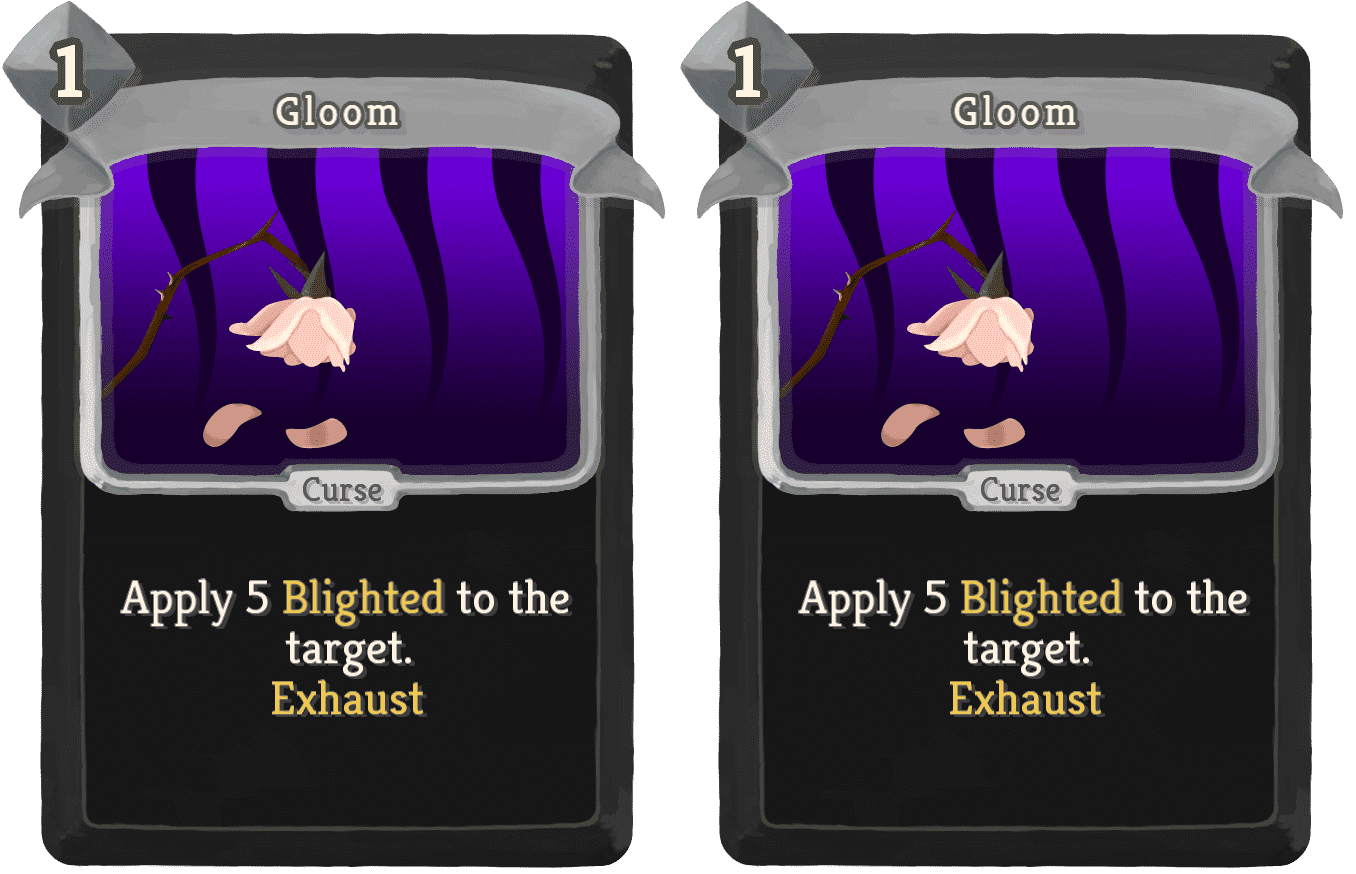 1
Gloom
Curse
Apply 5 Blighted to the
target.
Exhaust
1
Gloom
Curse
Apply 5 Blighted to the
target.
Exhaust